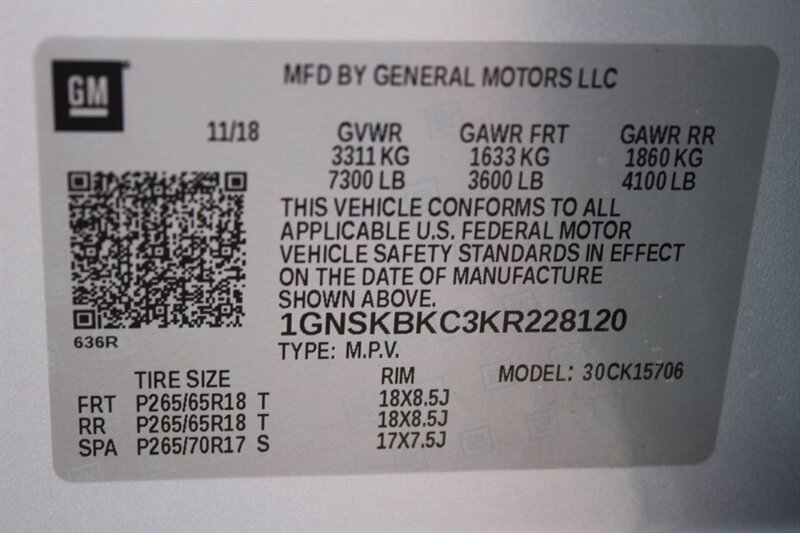 GM
MFD BY GENERAL MOTORS LLC
11/18 GVWR GAWR FRT GAWR RR
3311 KG 1633 KG 1860 KG
7300 LB 3600 LB 4100 LB
THIS VEHICLE CONFORMS TO ALL
APPLICABLE U.S. FEDERAL MOTOR
VEHICLE SAFETY STANDARDS IN EFFECT
ON THE DATE OF MANUFACTURE
SHOWN ABOVE.
636R
1GNSKBKC3KR228120
TYPE: M.P.V.
TIRE SIZE RIM MODEL: 30CK15706
FRT P265/65R18 T 18X8.5J
RR P265/65R18 T 18X8.5J
SPA P265/70R17 S 17X7.5J